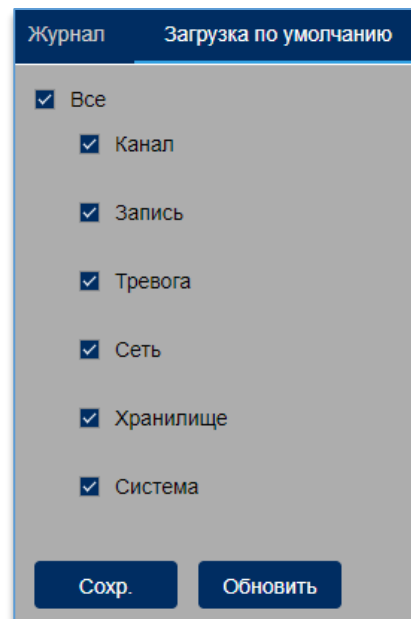 Журнал Загрузка по умолчанию
Все
Канал
Запись
Тревога
Сеть
Хранилище
Система
Сохр. Обновить